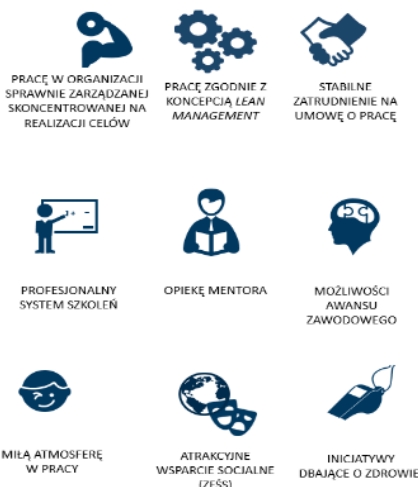 PRACĘ W ORGANIZACJI
SPRAWNIE ZARZĄDZANEJ
SKONCENTROWANEJ NA
REALIZACJI CELÓW
PRACĘ ZGODNIE Z
KONCEPCJĄ LEAN
MANAGEMENT
STABILNE
ZATRUDNIENIE NA
UMOWĘ O PRACĘ
PROFESJONALNY
SYSTEM SZKOLEŃ
OPIEKĘ MENTORA
MOŻLIWOŚCI
AWANSU
ZAWODOWEGO
MIŁĄ ATMOSFERĘ
W PRACY
ATRAKCYJNE
WSPARCIE SOCJALNE
(ZFŚS)
INICJATYWY
DBAJĄCE O ZDROWIE